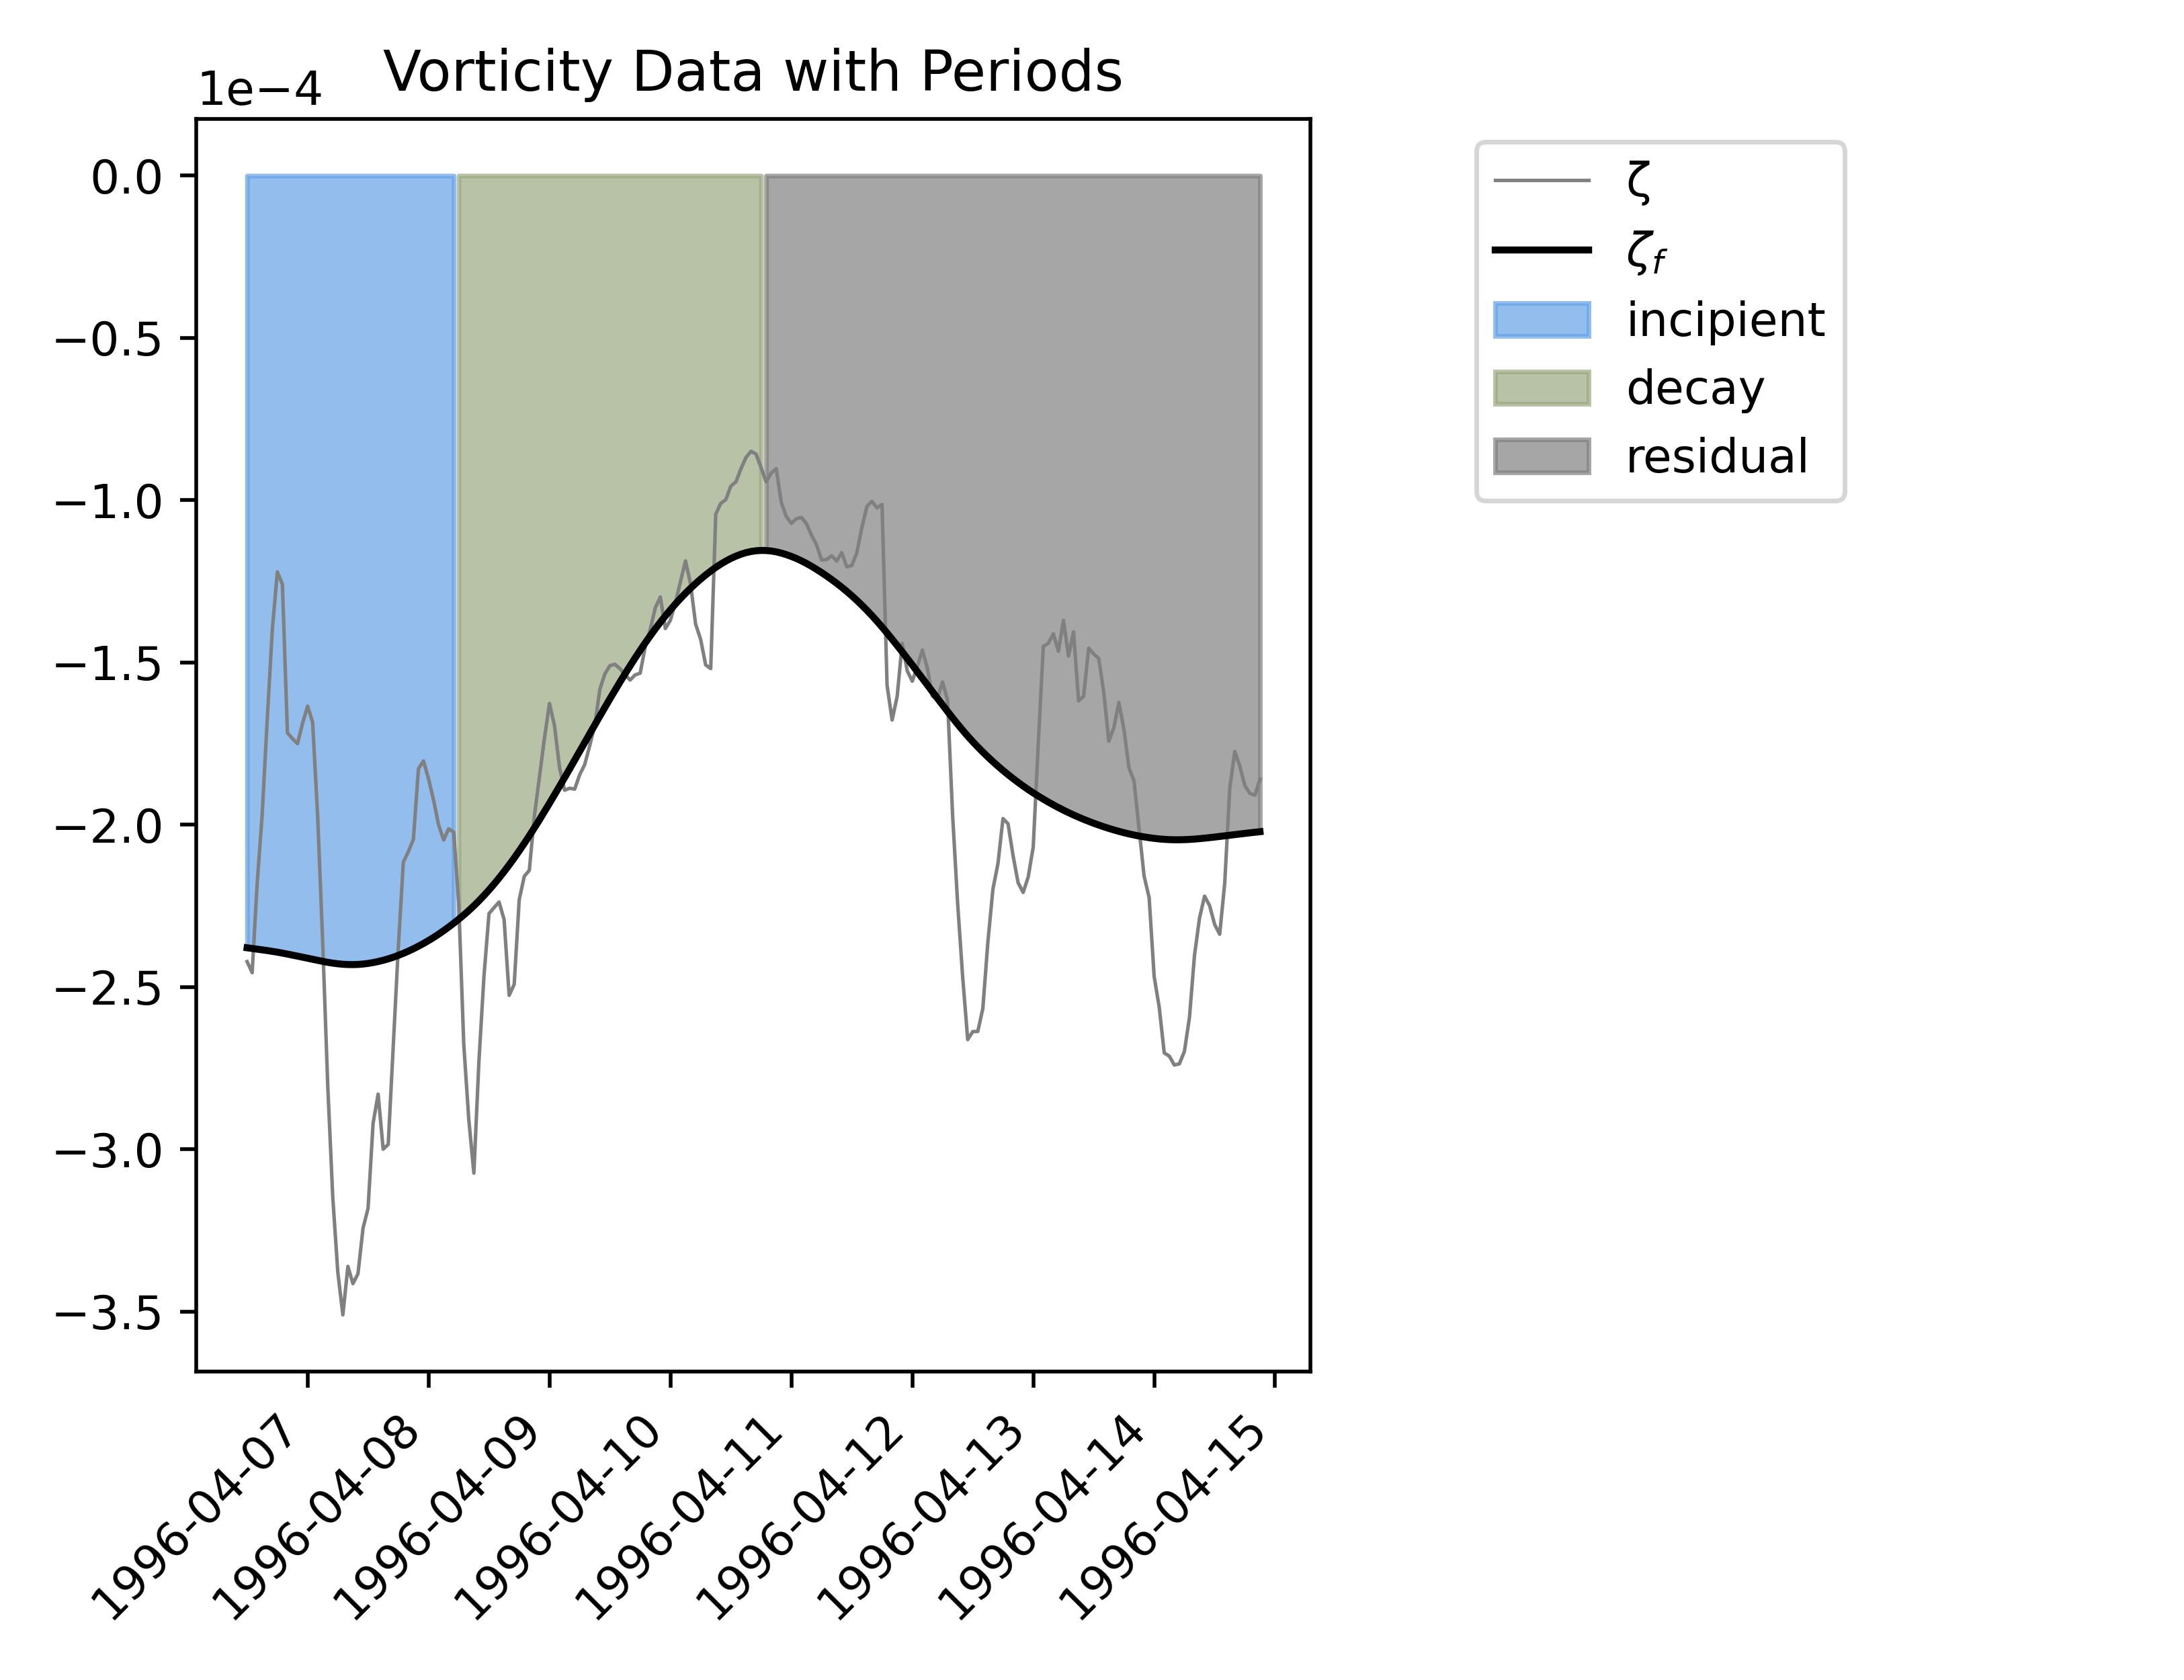 Vorticity Data with Periods
1e−4
0.0
−0.5
−1.0
−1.5
−2.0
−2.5
−3.0
−3.5
1996-04-07
1996-04-08
1996-04-09
1996-04-10
1996-04-11
1996-04-12
1996-04-13
1996-04-14
1996-04-15
ζ
ζf
incipient
decay
residual